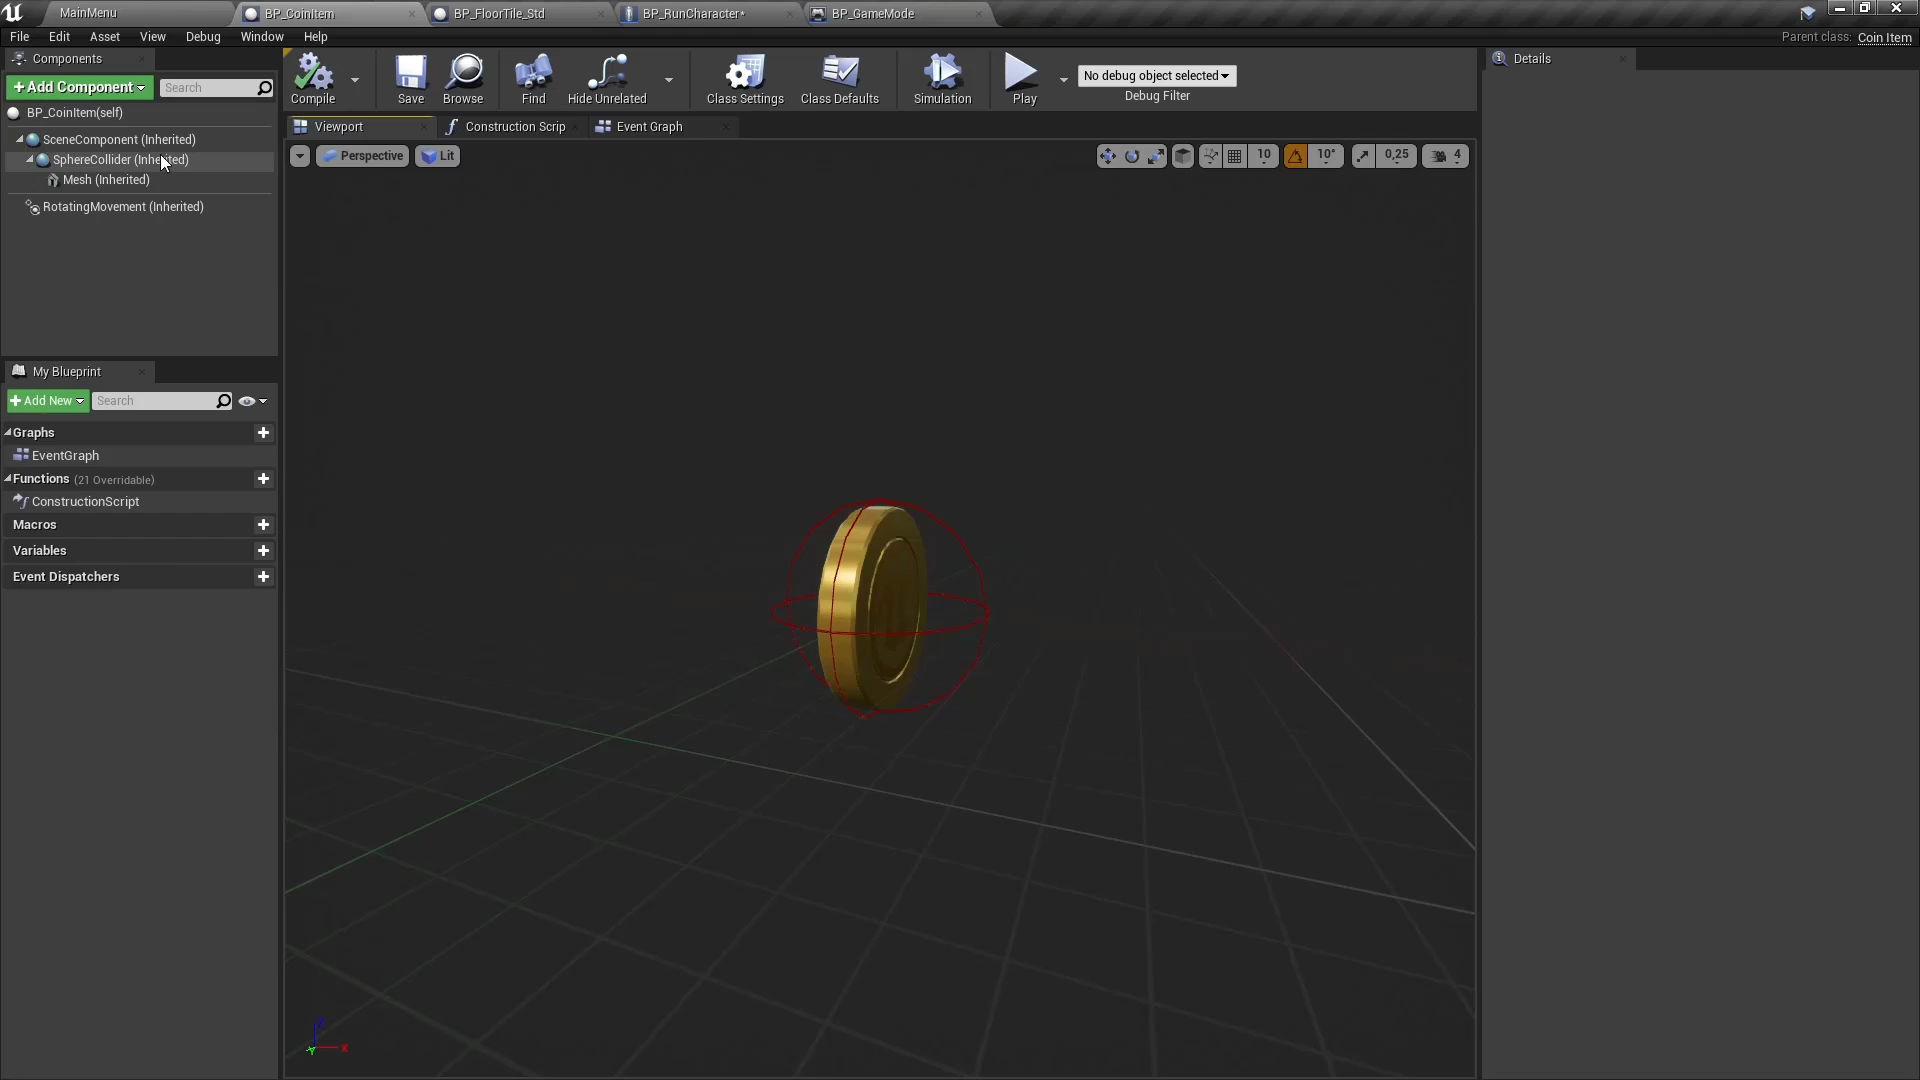 MainMenu
BP_CoinItem
BP_FloorTile_Std
BP_RunCharacter*
BP_GameMode
File Edit Asset View Debug Window Help
Parent class: Coin Item
Components
+ Add Component
Search
BP_CoinItem(self)
SceneComponent (Inherited)
SphereCollider (Inherited)
Mesh (Inherited)
RotatingMovement (Inherited)
Compile
Save
Browse
Find
Hide Unrelated
Class Settings
Class Defaults
Simulation
Play
No debug object selected
Debug Filter
Details
Viewport
Construction Scrip
Event Graph
Perspective
Lit
10
10°
0,25
4
My Blueprint
+ Add New
Search
Graphs
EventGraph
Functions (21 Overridable)
ConstructionScript
Macros
Variables
Event Dispatchers
Z
Y
X